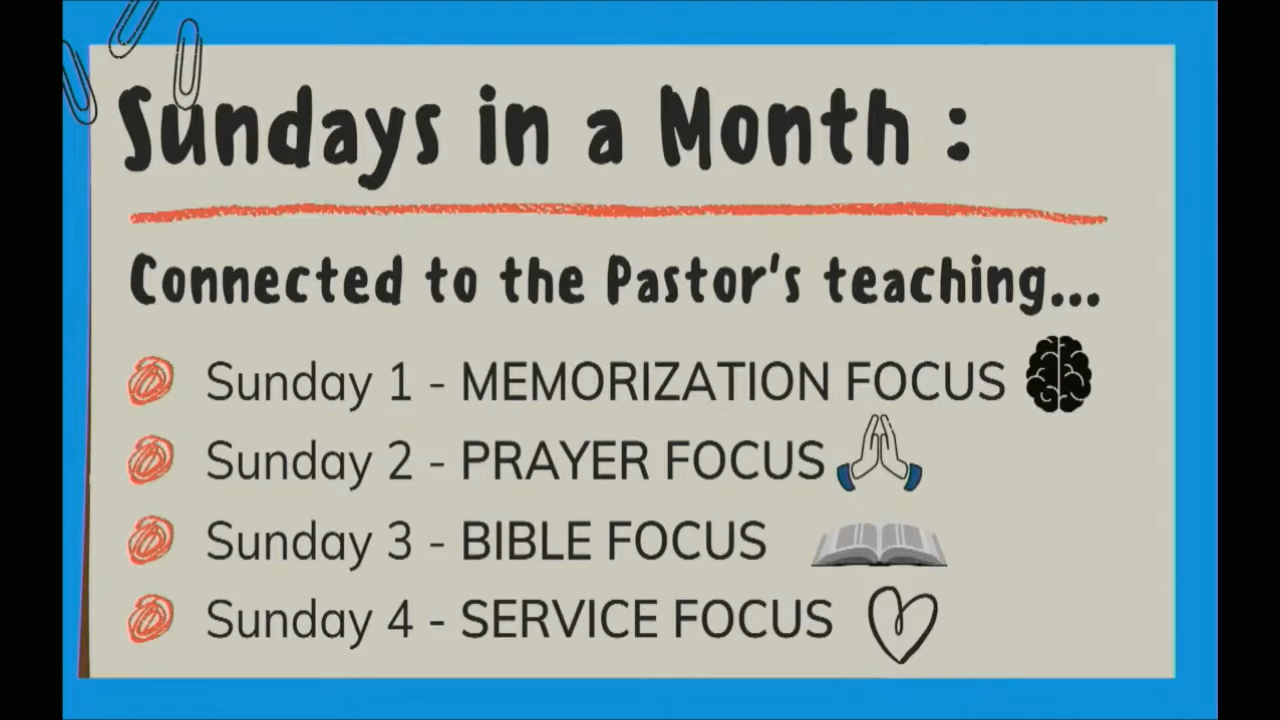 Sundays in a Month :
Connected to the Pastor's teaching...
Sunday 1 - MEMORIZATION FOCUS
Sunday 2 - PRAYER FOCUS
Sunday 3 - BIBLE FOCUS
Sunday 4 - SERVICE FOCUS